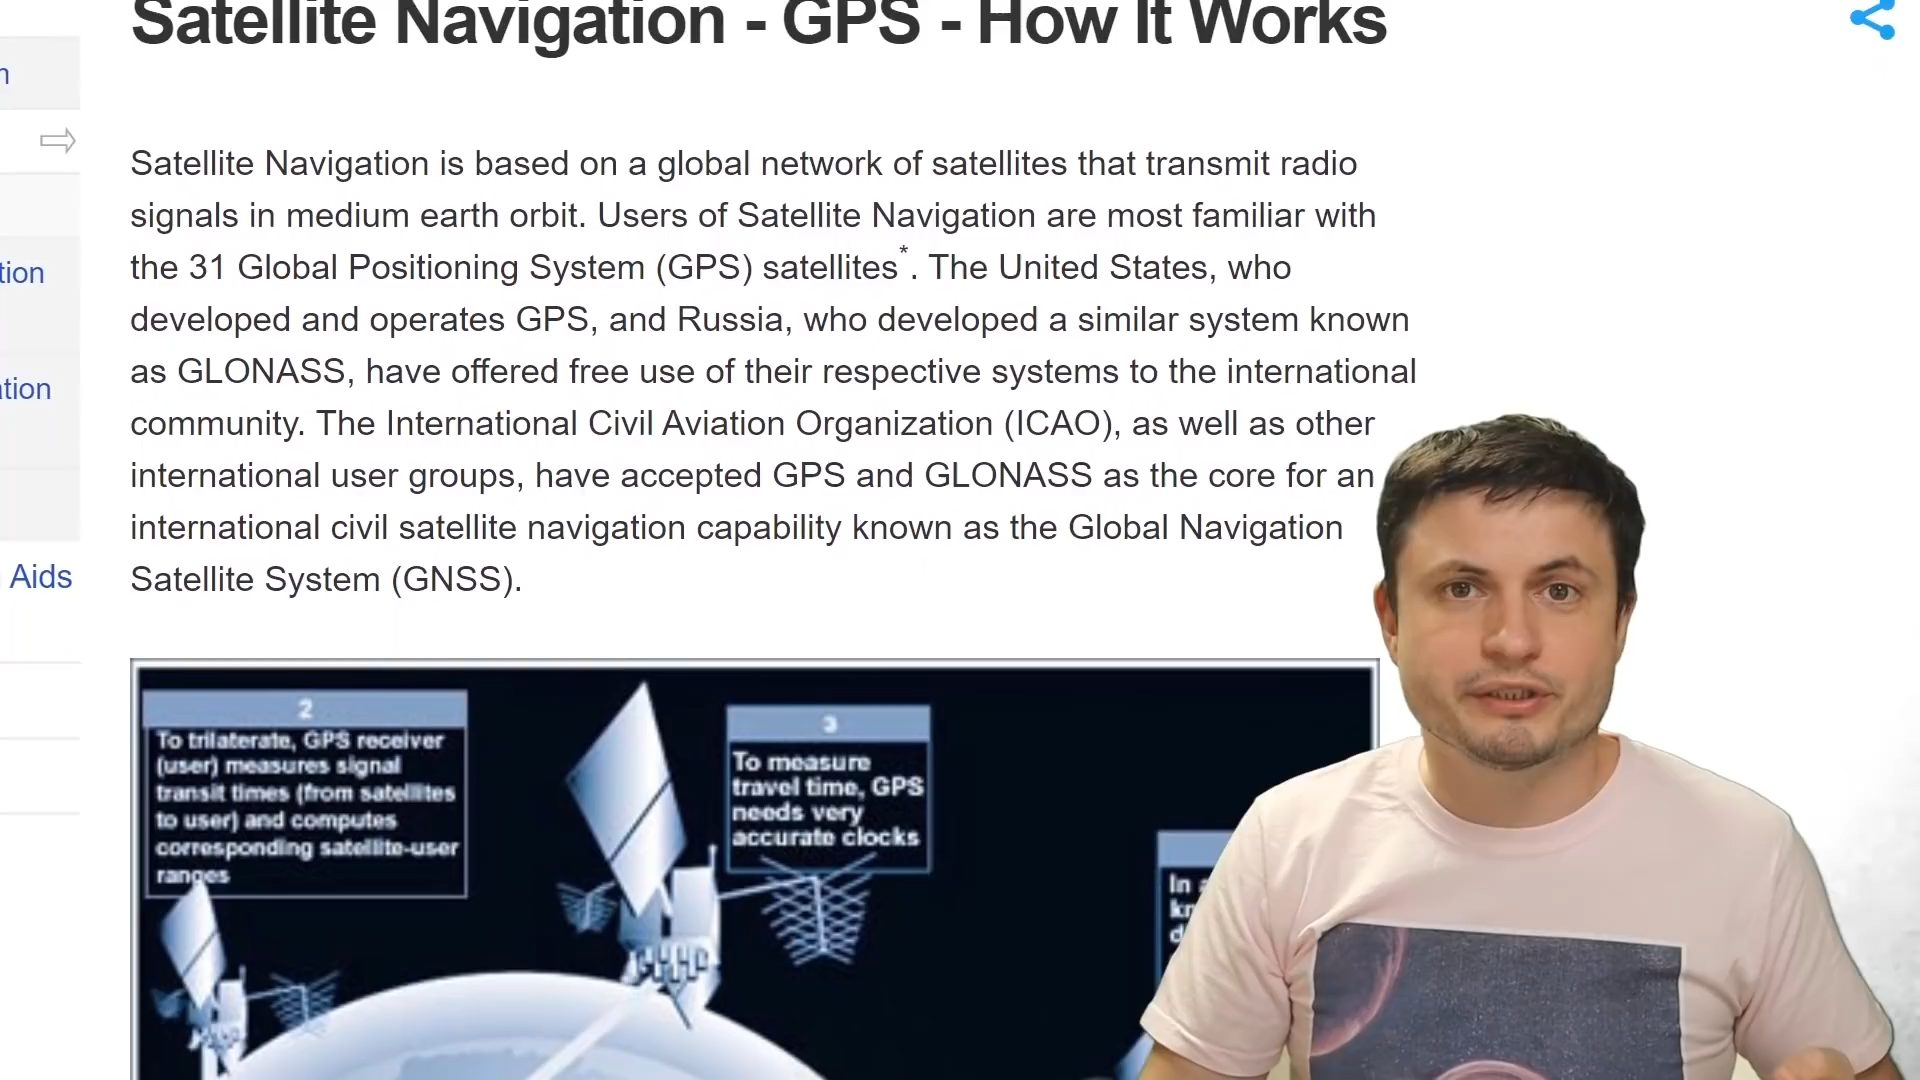 Satellite Navigation - GPS - How It Works
Satellite Navigation is based on a global network of satellites that transmit radio
signals in medium earth orbit. Users of Satellite Navigation are most familiar with
the 31 Global Positioning System (GPS) satellites*. The United States, who
developed and operates GPS, and Russia, who developed a similar system known
as GLONASS, have offered free use of their respective systems to the international
community. The International Civil Aviation Organization (ICAO), as well as other
international user groups, have accepted GPS and GLONASS as the core for an
international civil satellite navigation capability known as the Global Navigation
Satellite System (GNSS).
Aids
2
To trilaterate, GPS receiver
(user) measures signal
transit times (from satellites
to user) and computes
corresponding satellite-user
ranges
3
To measure
travel time, GPS
needs very
accurate clocks
In